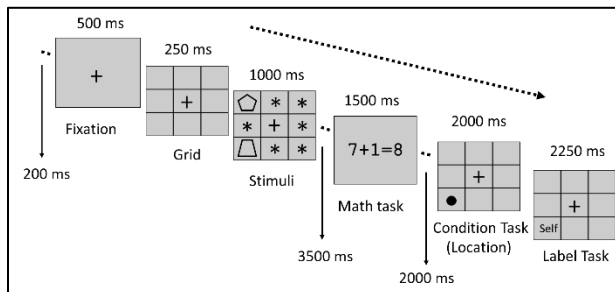 500 ms
+
Fixation
200 ms
250 ms
+
Grid
1000 ms
* *
* + *
* *
Stimuli
3500 ms
1500 ms
7+1=8
Math task
2000 ms
2000 ms
+
Condition Task
(Location)
2250 ms
+
Self
Label Task